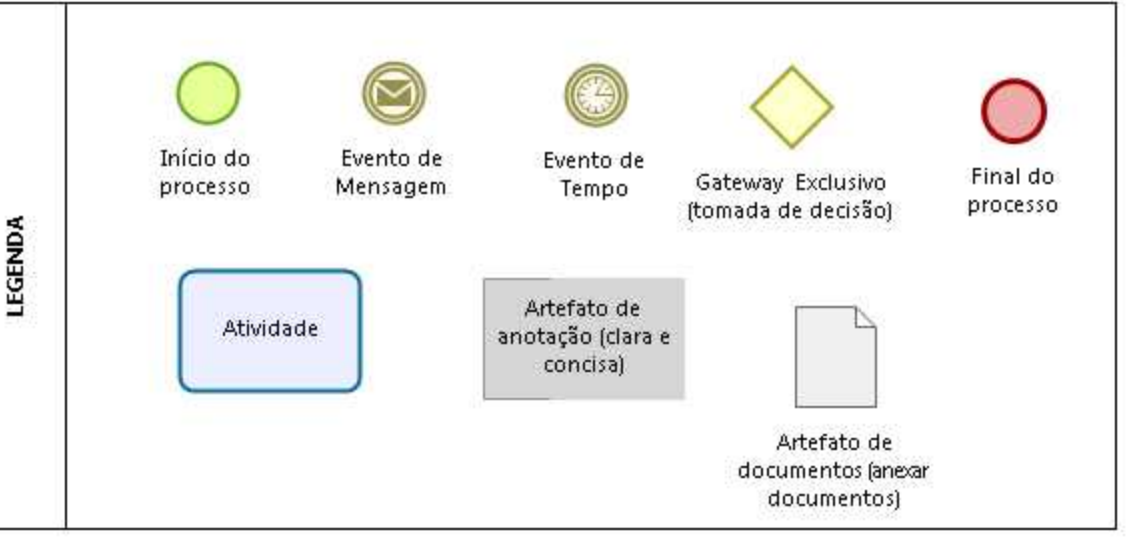 LEGENDA
Início do
processo
Evento de
Mensagem
Evento de
Tempo
Gateway Exclusivo
(tomada de decisão)
Final do
processo
Atividade
Artefato de
anotação (clara e
concisa)
Artefato de
documentos (anexar
documentos)